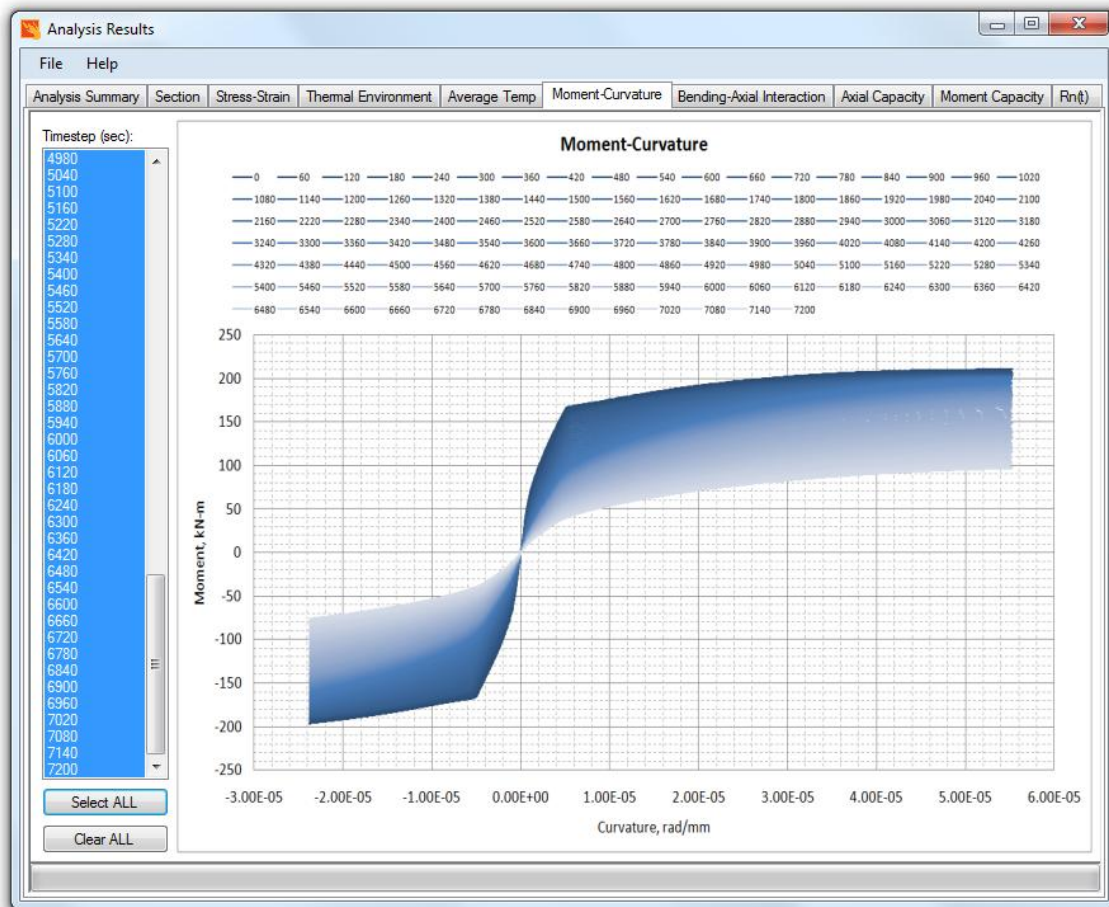 Analysis Results
File Help
Analysis Summary Section Stress-Strain Thermal Environment Average Temp Moment-Curvature Bending-Axial Interaction Axial Capacity Moment Capacity Rn(t)
Timestep (sec):
4980
5040
5100
5160
5220
5280
5340
5400
5460
5520
5580
5640
5700
5760
5820
5880
5940
6000
6060
6120
6180
6240
6300
6360
6420
6480
6540
6600
6660
6720
6780
6840
6900
6960
7020
7080
7140
7200
Select ALL
Clear ALL
Moment-Curvature
0 60 120 180 240 300 360 420 480 540 600 660 720 780 840 900 960 1020
1080 1140 1200 1260 1320 1380 1440 1500 1560 1620 1680 1740 1800 1860 1920 1980 2040 2100
2160 2220 2280 2340 2400 2460 2520 2580 2640 2700 2760 2820 2880 2940 3000 3060 3120 3180
3240 3300 3360 3420 3480 3540 3600 3660 3720 3780 3840 3900 3960 4020 4080 4140 4200 4260
4320 4380 4440 4500 4560 4620 4680 4740 4800 4860 4920 4980 5040 5100 5160 5220 5280 5340
5400 5460 5520 5580 5640 5700 5760 5820 5880 5940 6000 6060 6120 6180 6240 6300 6360 6420
6480 6540 6600 6660 6720 6780 6840 6900 6960 7020 7080 7140 7200
250
200
150
100
50
0
-50
-100
-150
-200
-250
Moment, kN-m
-3.00E-05 -2.00E-05 -1.00E-05 0.00E+00 1.00E-05 2.00E-05 3.00E-05 4.00E-05 5.00E-05 6.00E-05
Curvature, rad/mm